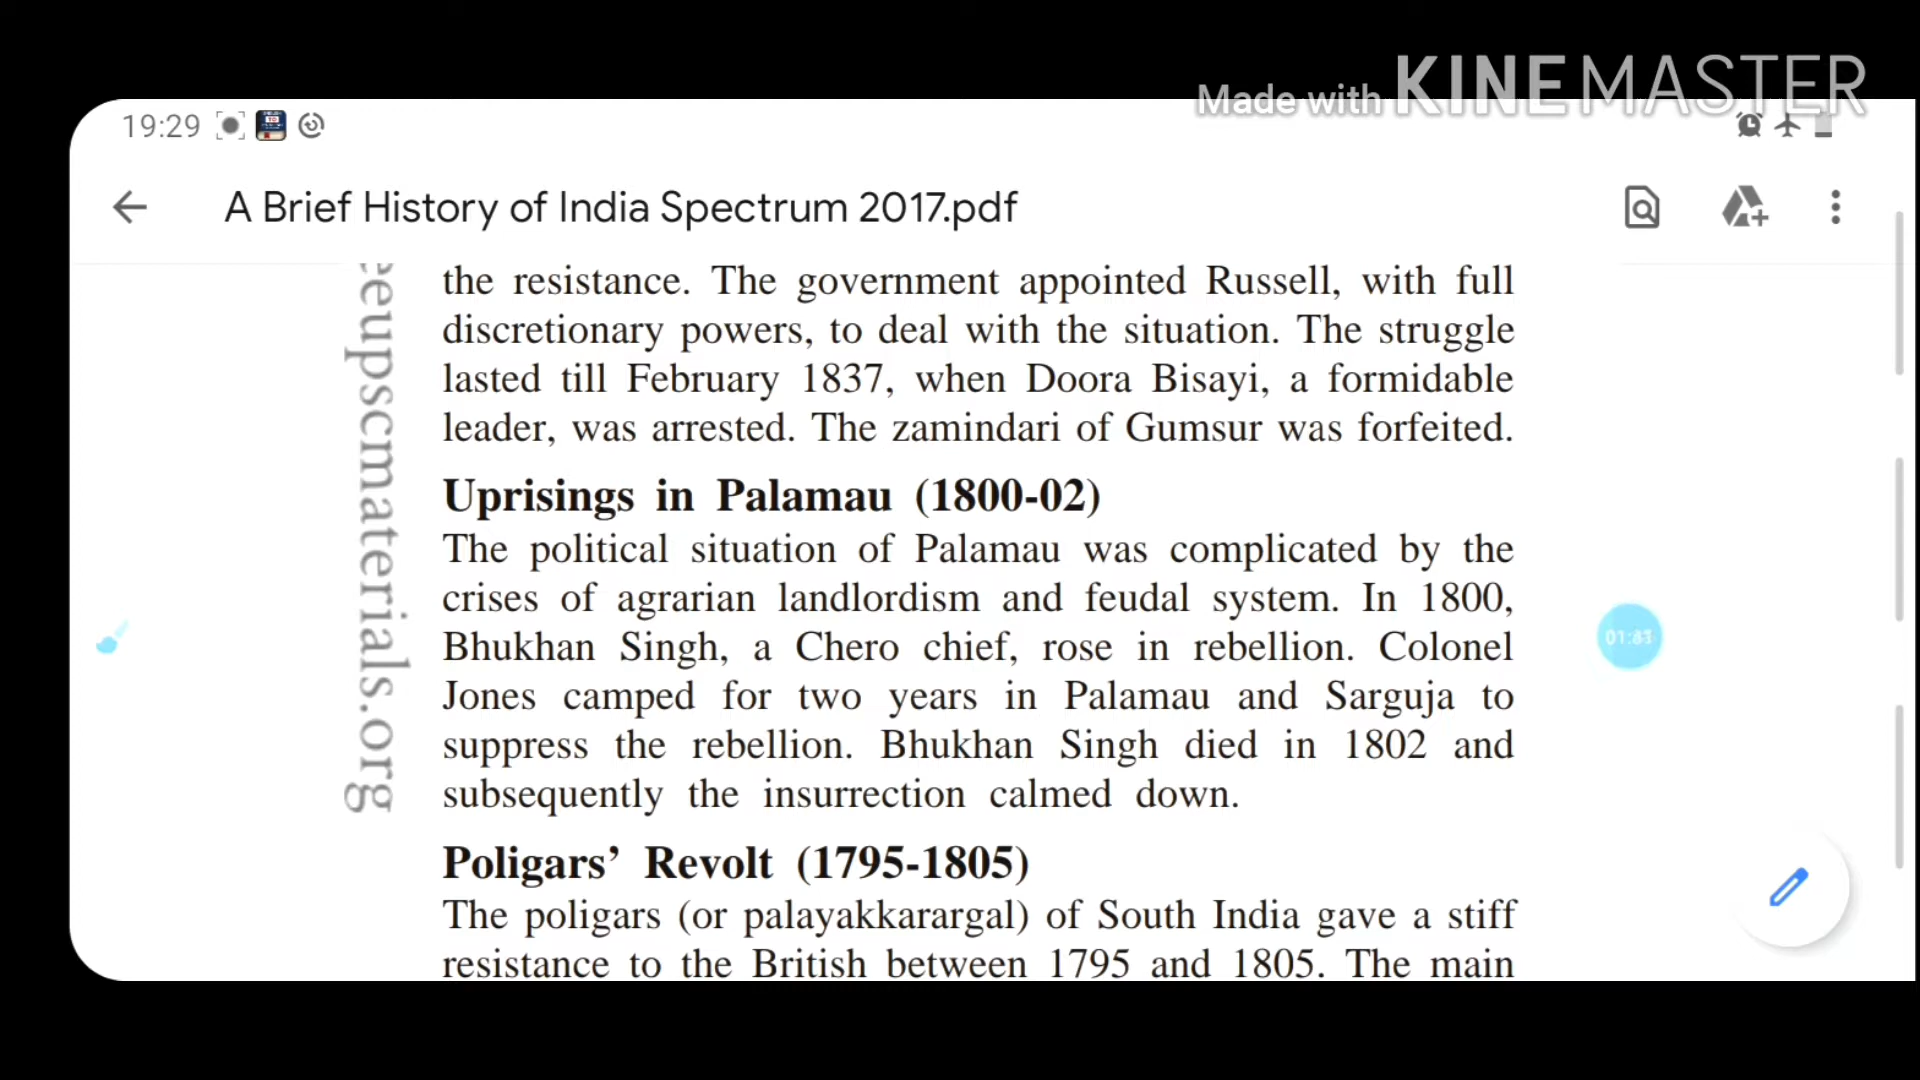 Made with KINEMASTER
19:29
A Brief History of India Spectrum 2017.pdf
eeupscmaterials.org
the resistance. The government appointed Russell, with full
discretionary powers, to deal with the situation. The struggle
lasted till February 1837, when Doora Bisayi, a formidable
leader, was arrested. The zamindari of Gumsur was forfeited.
Uprisings in Palamau (1800-02)
The political situation of Palamau was complicated by the
crises of agrarian landlordism and feudal system. In 1800,
Bhukhan Singh, a Chero chief, rose in rebellion. Colonel
Jones camped for two years in Palamau and Sarguja to
suppress the rebellion. Bhukhan Singh died in 1802 and
subsequently the insurrection calmed down.
Poligars’ Revolt (1795-1805)
The poligars (or palayakkarargal) of South India gave a stiff
resistance to the British between 1795 and 1805. The main